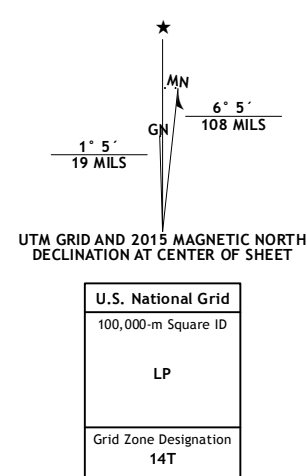 ★
MN
6° 5´
108 MILS
GN
1° 5´
19 MILS
UTM GRID AND 2015 MAGNETIC NORTH
DECLINATION AT CENTER OF SHEET
U.S. National Grid
100,000-m Square ID
LP
Grid Zone Designation
14T